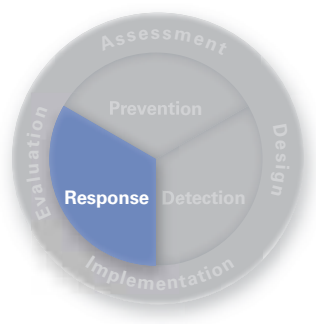 Assessment
Prevention
Evaluation
Design
Response
Detection
Implementation